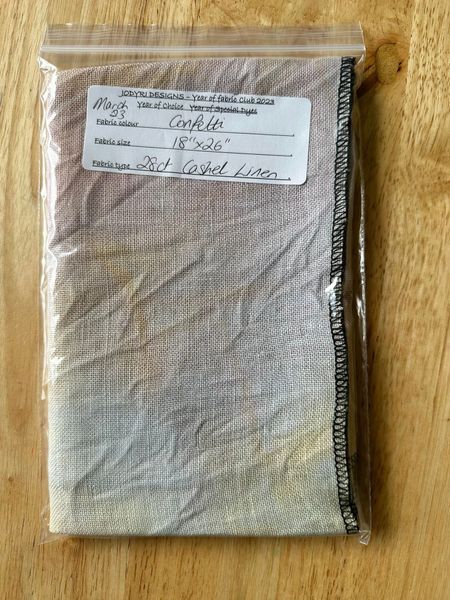 JODYRI DESIGNS - Year of fabric Club 2023
March 23 Year of Choice Year of Special Dyes
Fabric colour Confetti
Fabric size 18"x26"
Fabric type 28ct Cashel Linen